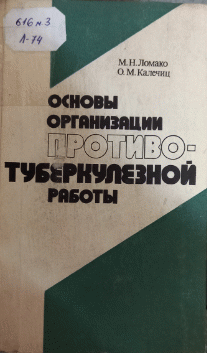 616 м 3
Л-74
М.Н.Ломако
О.М.Калечиц
ОСНОВЫ
ОРГАНИЗАЦИИ
ПРОТИВО-
ТУБЕРКУЛЕЗНОЙ
РАБОТЫ